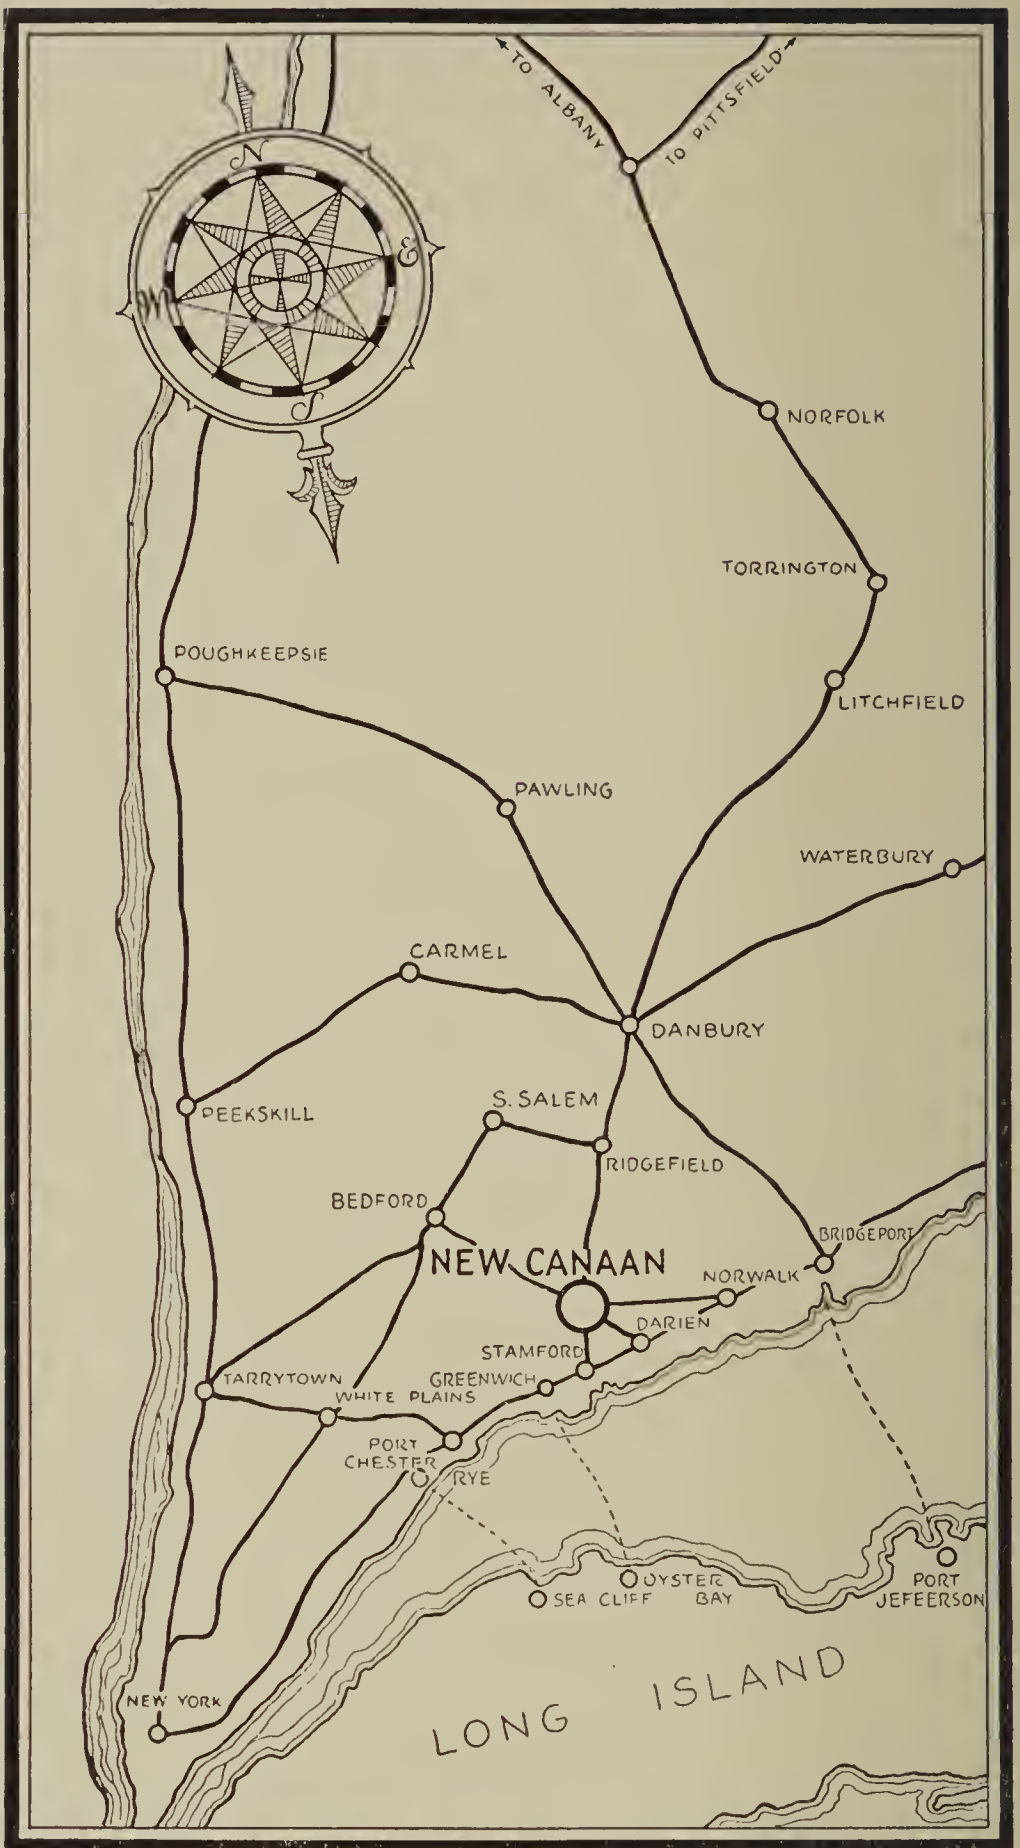 TO ALBANY
TO PITTSFIELD
N
E
W
S
NORFOLK
TORRINGTON
POUGHKEEPSIE
LITCHFIELD
PAWLING
WATERBURY
CARMEL
DANBURY
S. SALEM
PEEKSKILL
RIDGEFIELD
BEDFORD
BRIDGEPORT
NEW CANAAN
NORWALK
DARIEN
STAMFORD
GREENWICH
TARRYTOWN
WHITE PLAINS
PORT
CHESTER
RYE
OYSTER
BAY
SEA CLIFF
PORT
JEFEERSON
LONG ISLAND
NEW YORK